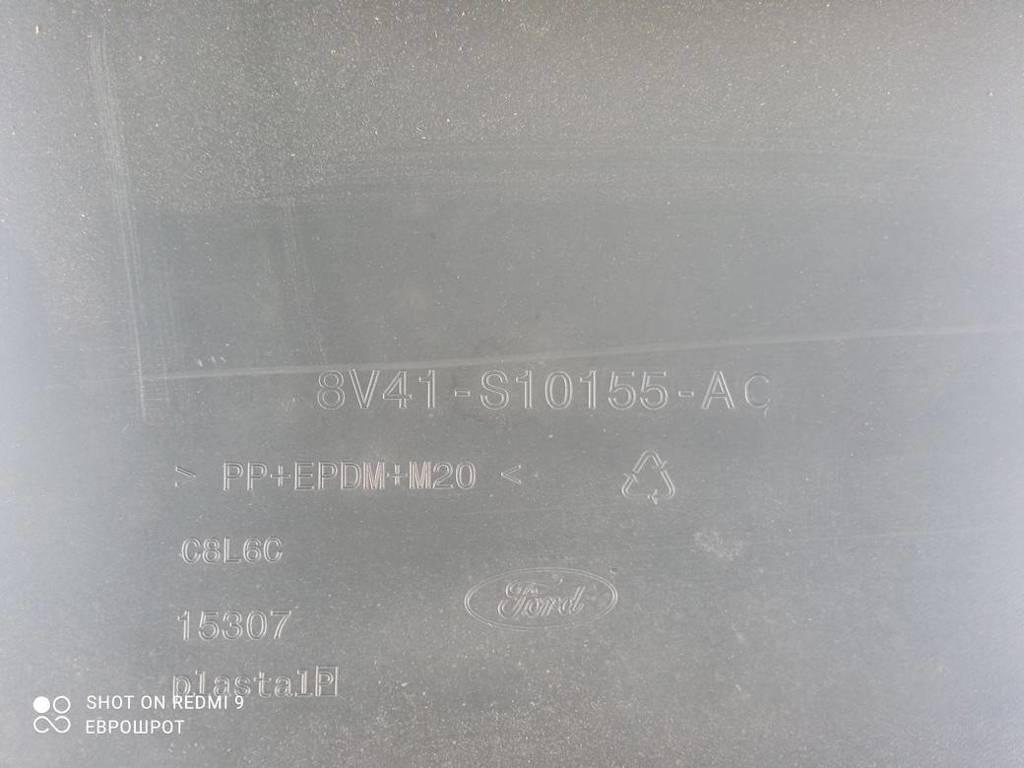 8V41-S10155-AC
> PP+EPDM+M20 <
C8L6C
Ford
15307
plastal P
SHOT ON REDMI 9
ЕВРОШРОТ